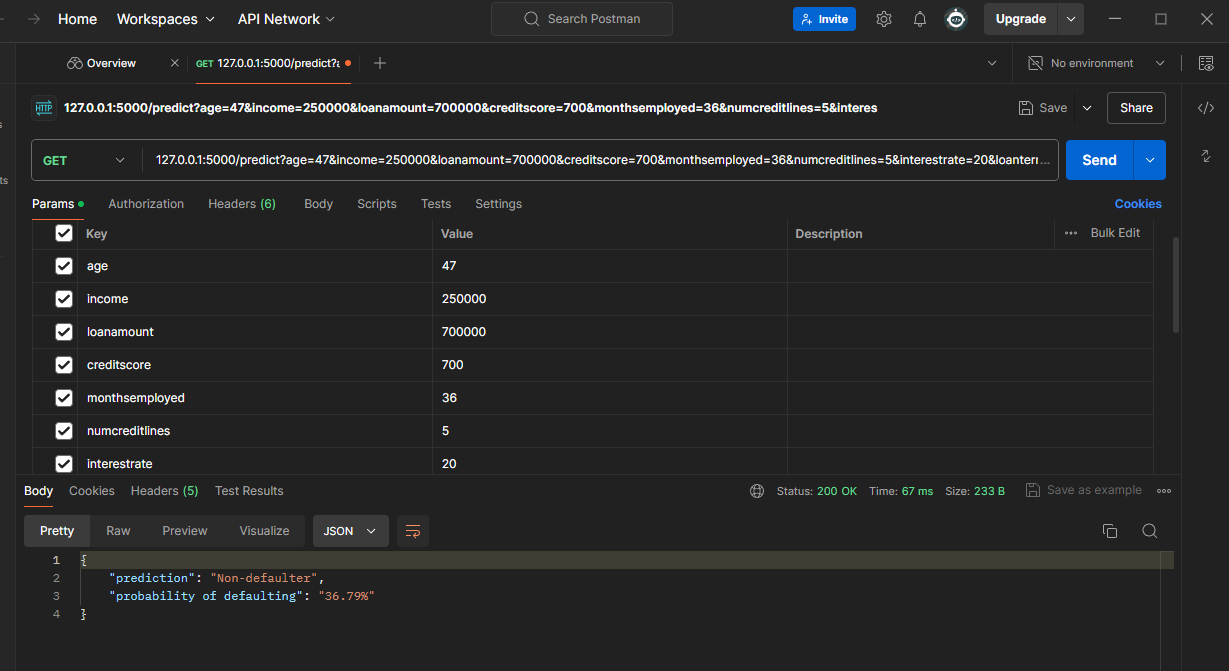 Home Workspaces API Network Search Postman Invite Upgrade
Overview GET 127.0.0.1:5000/predict?a No environment
HTTP 127.0.0.1:5000/predict?age=47&income=250000&loanamount=700000&creditscore=700&monthsemployed=36&numcreditlines=5&interes Save Share
GET 127.0.0.1:5000/predict?age=47&income=250000&loanamount=700000&creditscore=700&monthsemployed=36&numcreditlines=5&interestrate=20&loanter... Send
ts
Params Authorization Headers (6) Body Scripts Tests Settings Cookies
Key Value Description Bulk Edit
age 47
income 250000
loanamount 700000
creditscore 700
monthsemployed 36
numcreditlines 5
interestrate 20
Body Cookies Headers (5) Test Results Status: 200 OK Time: 67 ms Size: 233 B Save as example
Pretty Raw Preview Visualize JSON
1 {
2 "prediction": "Non-defaulter",
3 "probability of defaulting": "36.79%"
4 }